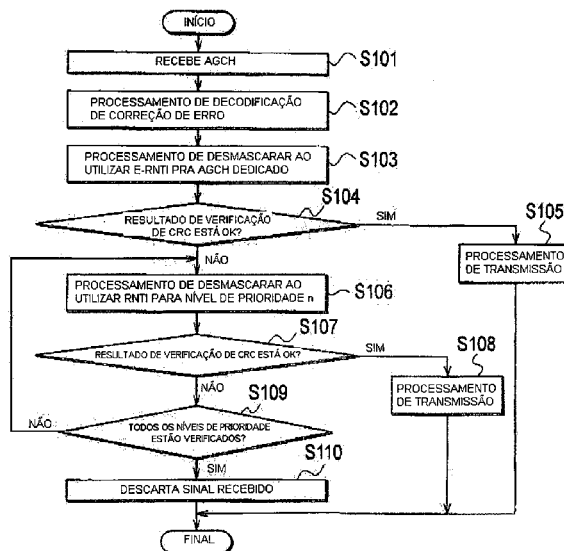 INÍCIO
RECEBE AGCH
S101
PROCESSAMENTO DE DECODIFICAÇÃO
DE CORREÇÃO DE ERRO
S102
PROCESSAMENTO DE DESMASCARAR AO
UTILIZAR E-RNTI PRA AGCH DEDICADO
S103
S104
RESULTADO DE VERIFICAÇÃO
DE CRC ESTÁ OK?
SIM
S105
PROCESSAMENTO
DE TRANSMISSÃO
NÃO
PROCESSAMENTO DE DESMASCARAR AO
UTILIZAR RNTI PARA NÍVEL DE PRIORIDADE n
S106
S107
RESULTADO DE VERIFICAÇÃO DE CRC ESTÁ OK?
SIM
S108
PROCESSAMENTO
DE TRANSMISSÃO
NÃO
S109
NÃO
TODOS OS NÍVEIS DE PRIORIDADE
ESTÃO VERIFICADOS?
SIM
S110
DESCARTA SINAL RECEBIDO
FINAL